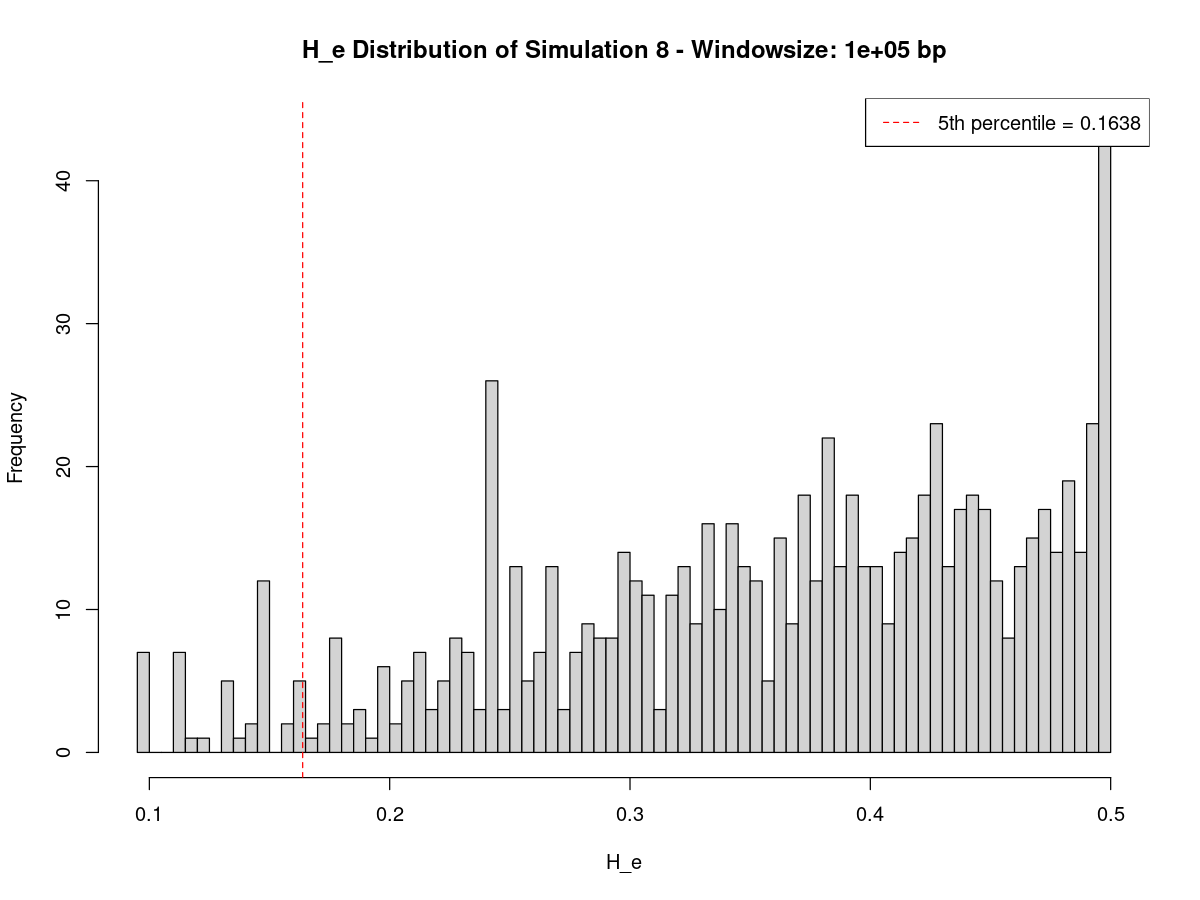 H_e Distribution of Simulation 8 - Windowsize: 1e+05 bp
5th percentile = 0.1638
Frequency
40
30
20
10
0
0.1 0.2 0.3 0.4 0.5
H_e